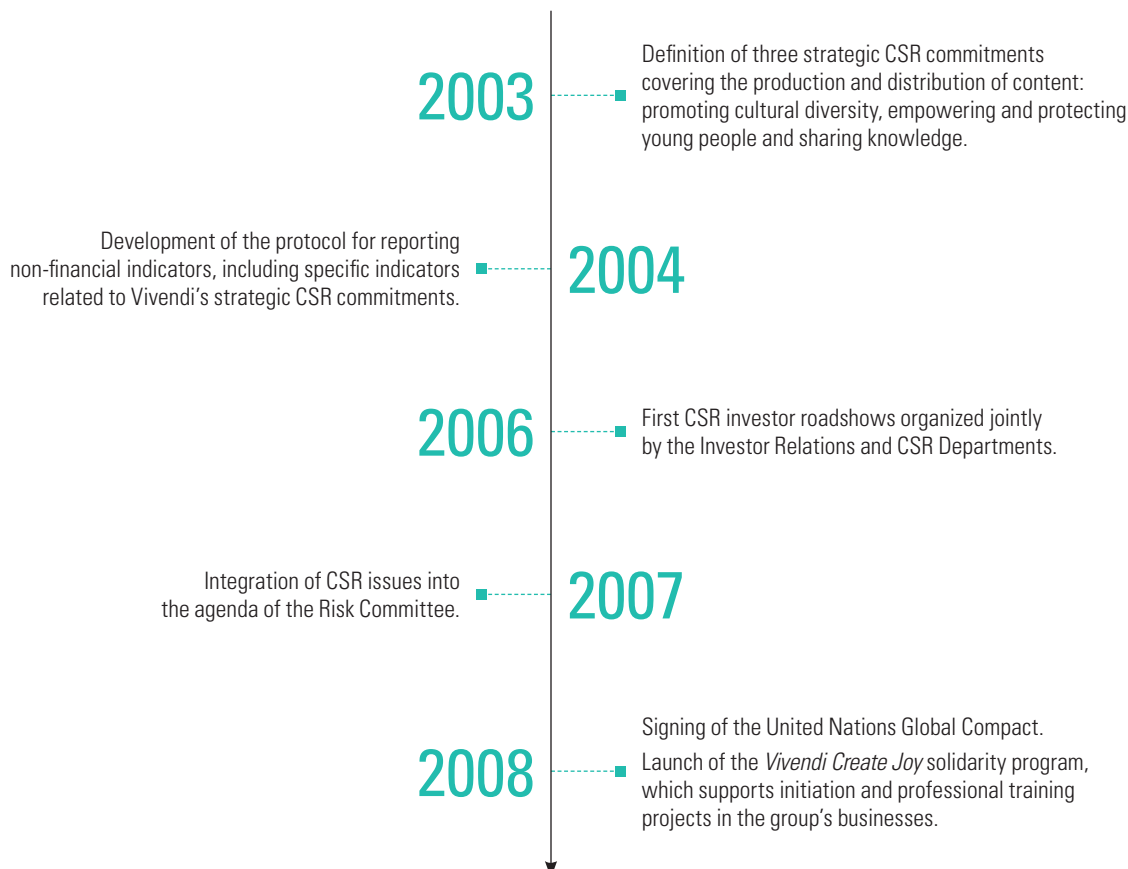 2003
Definition of three strategic CSR commitments
covering the production and distribution of content:
promoting cultural diversity, empowering and protecting
young people and sharing knowledge.
Development of the protocol for reporting
non-financial indicators, including specific indicators
related to Vivendi's strategic CSR commitments.
2004
2006
First CSR investor roadshows organized jointly
by the Investor Relations and CSR Departments.
Integration of CSR issues into
the agenda of the Risk Committee.
2007
2008
Signing of the United Nations Global Compact.
Launch of the Vivendi Create Joy solidarity program,
which supports initiation and professional training
projects in the group's businesses.